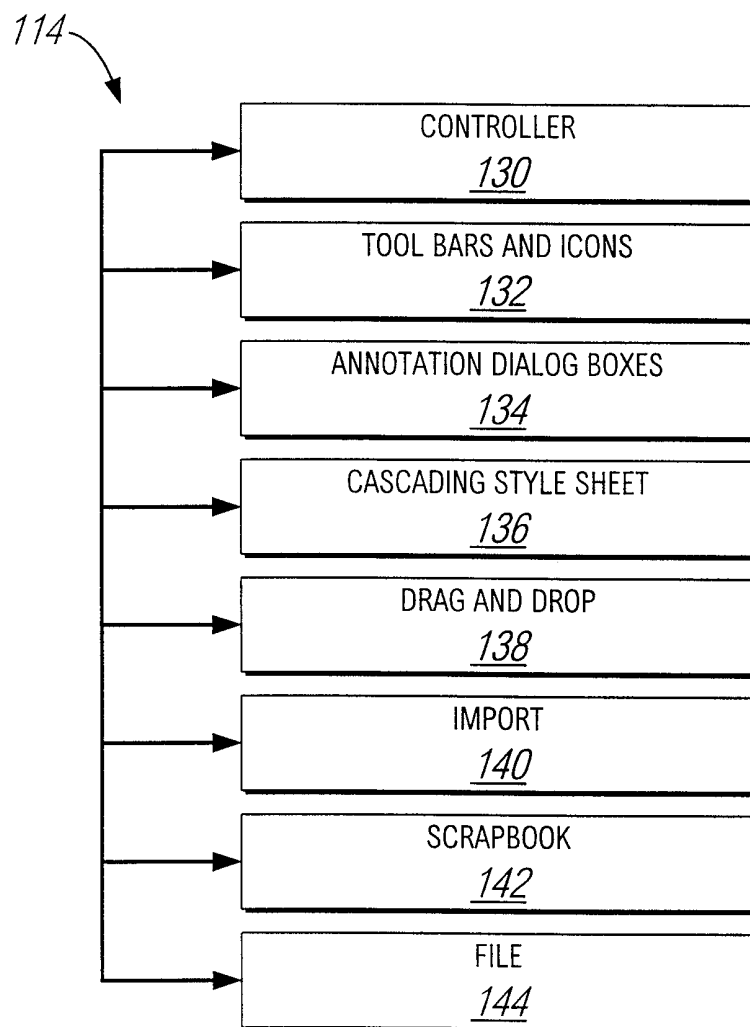 114
CONTROLLER
130
TOOL BARS AND ICONS
132
ANNOTATION DIALOG BOXES
134
CASCADING STYLE SHEET
136
DRAG AND DROP
138
IMPORT
140
SCRAPBOOK
142
FILE
144